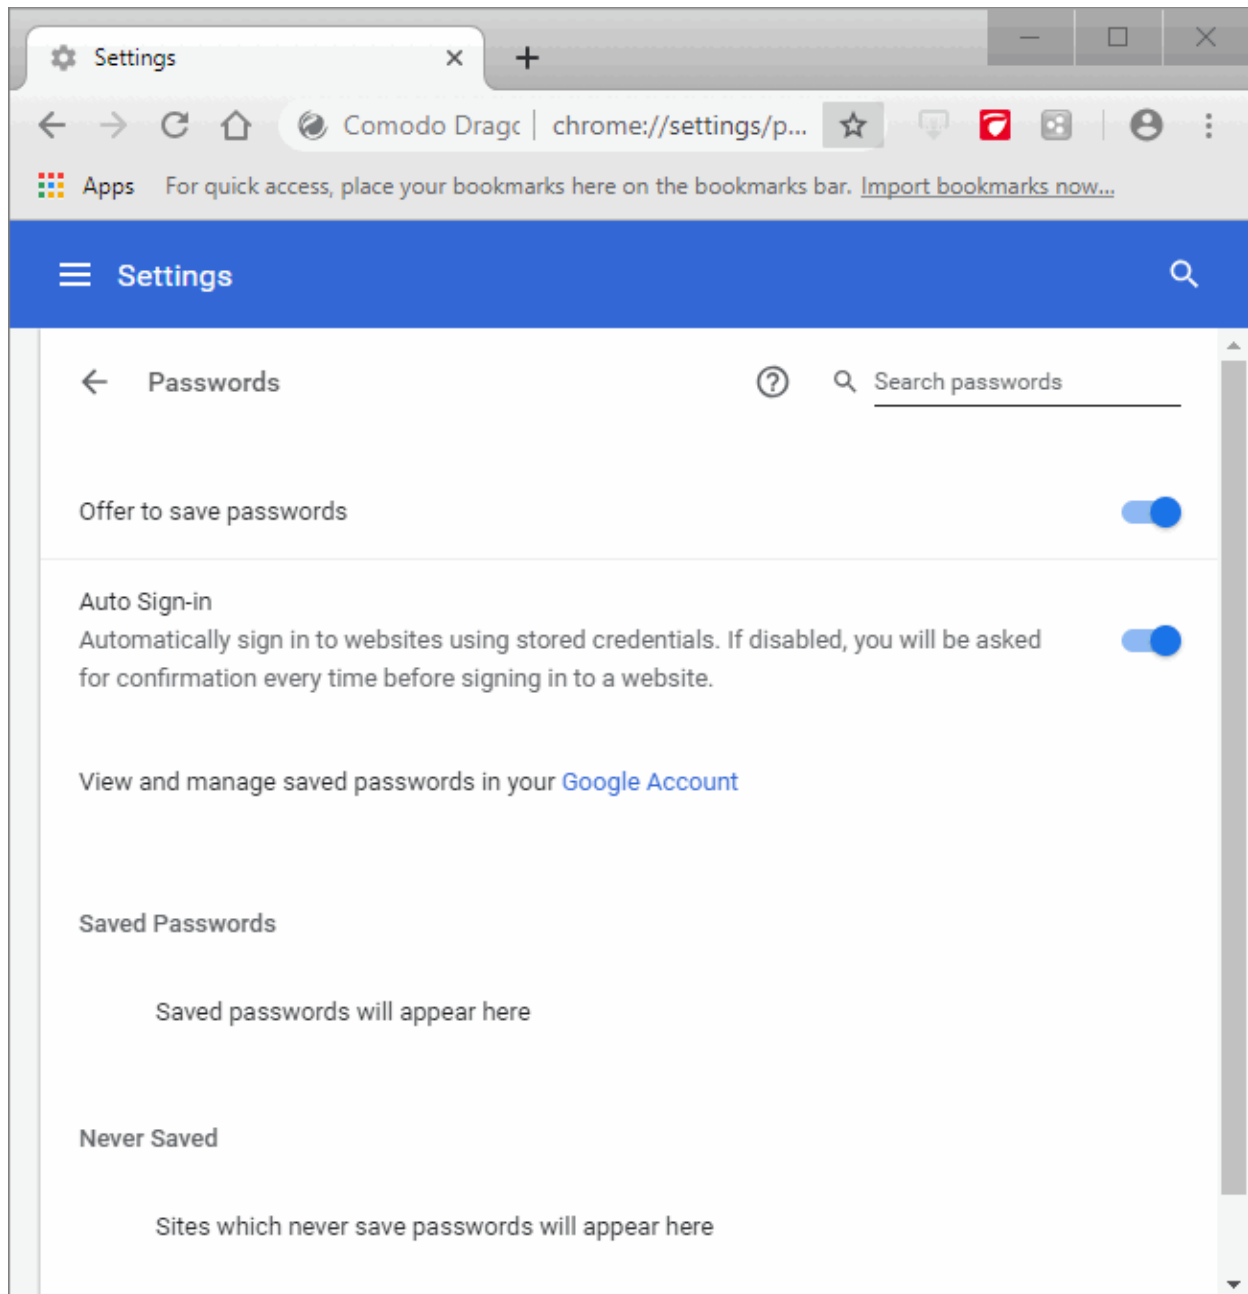 Settings
Comodo Dragc | chrome://settings/p...
Apps For quick access, place your bookmarks here on the bookmarks bar. Import bookmarks now...
Settings
Passwords
Search passwords
Offer to save passwords
Auto Sign-in
Automatically sign in to websites using stored credentials. If disabled, you will be asked
for confirmation every time before signing in to a website.
View and manage saved passwords in your Google Account
Saved Passwords
Saved passwords will appear here
Never Saved
Sites which never save passwords will appear here